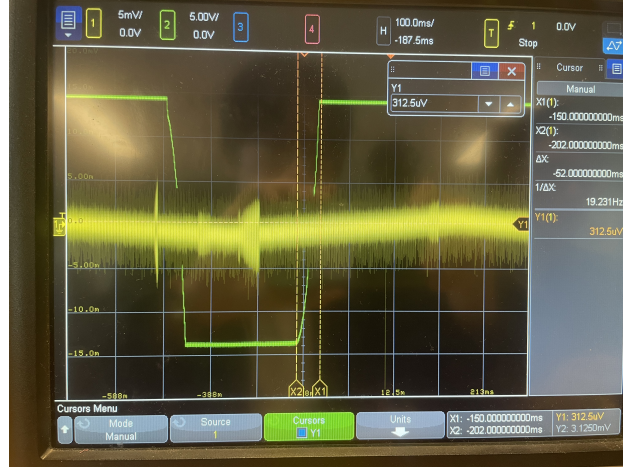 1 5mV/ 2 5.00V/ 3 4 H 100.0ms/ T 1 0.0V
0.0V 0.0V -187.5ms Stop
Cursor
Y1
312.5uV
Manual
X1(1):
-150.000000000ms
X2(1):
-202.000000000ms
ΔX:
-52.000000000ms
1/ΔX:
19.231Hz
Y1(1):
312.5uV
5.00m
0.0
Y1
-5.00m
-10.0m
-15.0m
-588m -388m X2 X1 12.5m 213ms
Cursors Menu
Mode
Manual
Source
1
Cursors
Y1
Units
X1: -150.000000000ms Y1: 312.5uV
X2: -202.000000000ms Y2: 3.1250mV